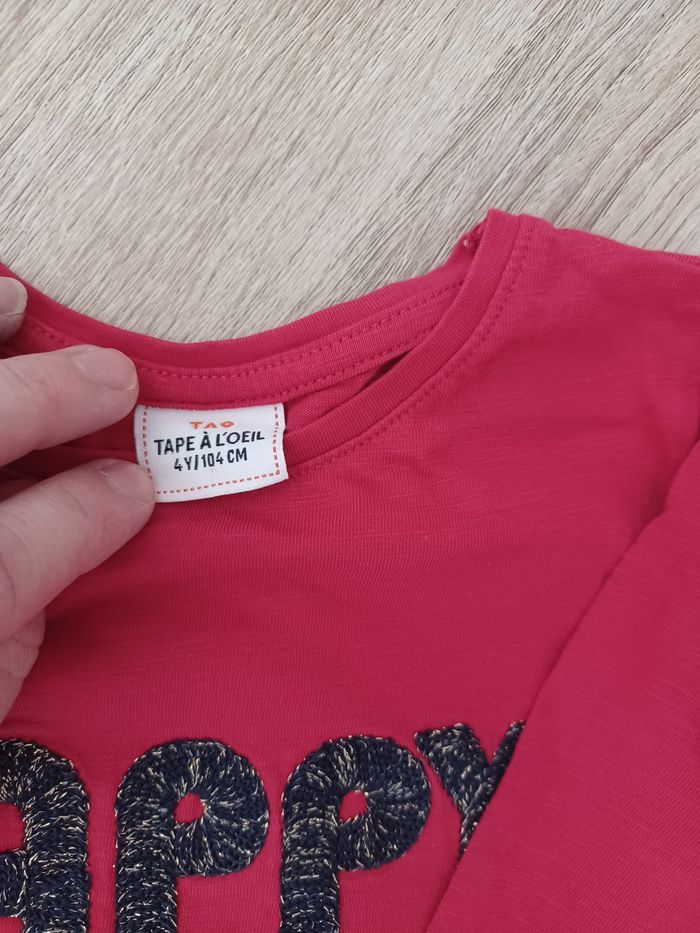 TAO
TAPE À L'OEIL
4Y/104 CM
APPY